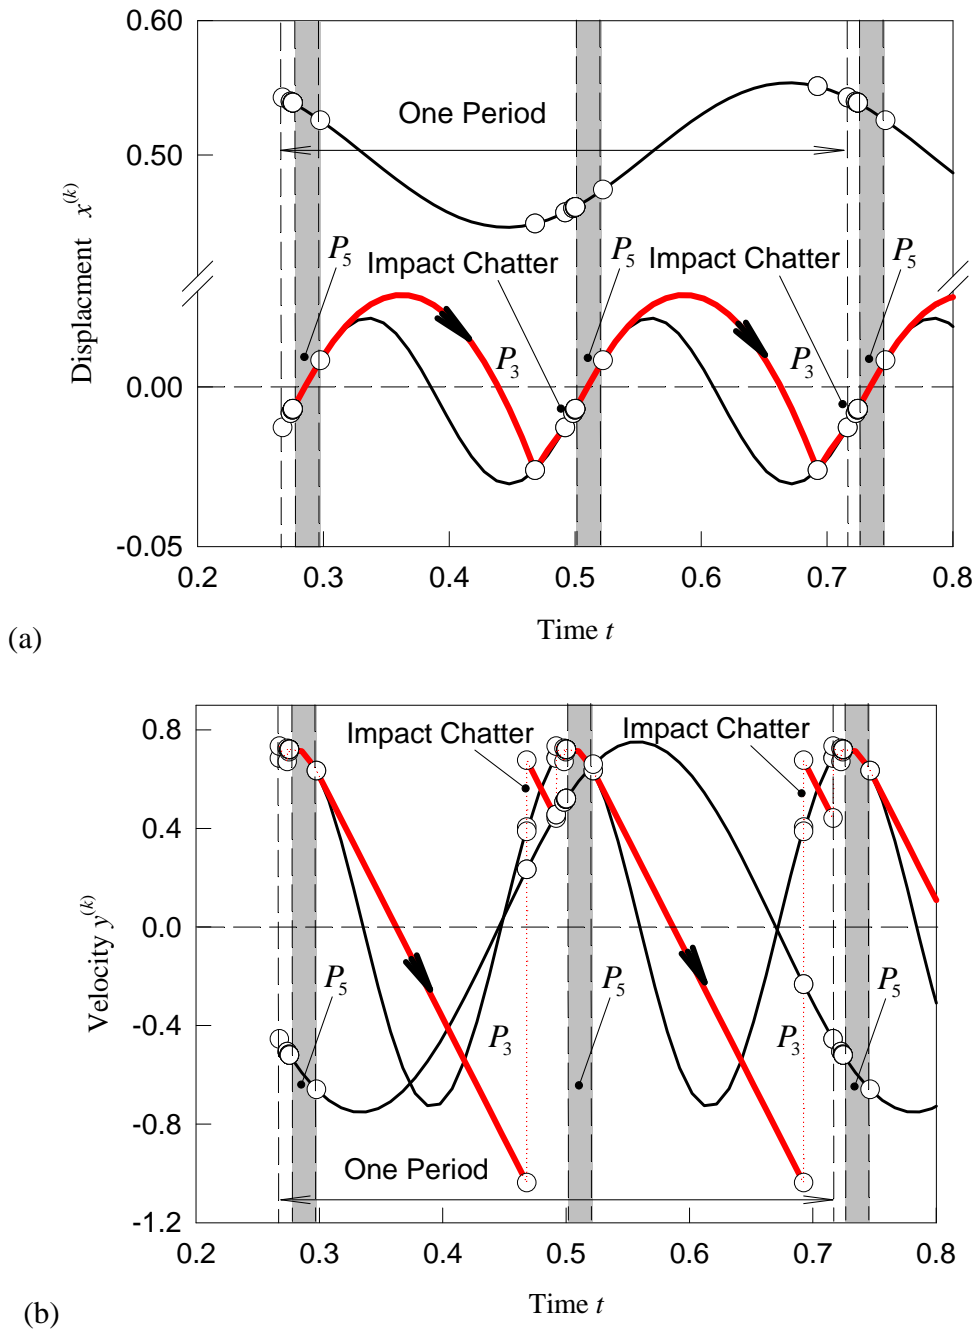 (a)
Displacment x^(k)
0.60
0.50
0.00
-0.05
One Period
P5
Impact Chatter
P5
Impact Chatter
P5
P3
P3
0.2 0.3 0.4 0.5 0.6 0.7 0.8
Time t
(b)
Velocity y^(k)
0.8
0.4
0.0
-0.4
-0.8
-1.2
Impact Chatter
Impact Chatter
P5
P5
P5
P3
P3
One Period
0.2 0.3 0.4 0.5 0.6 0.7 0.8
Time t